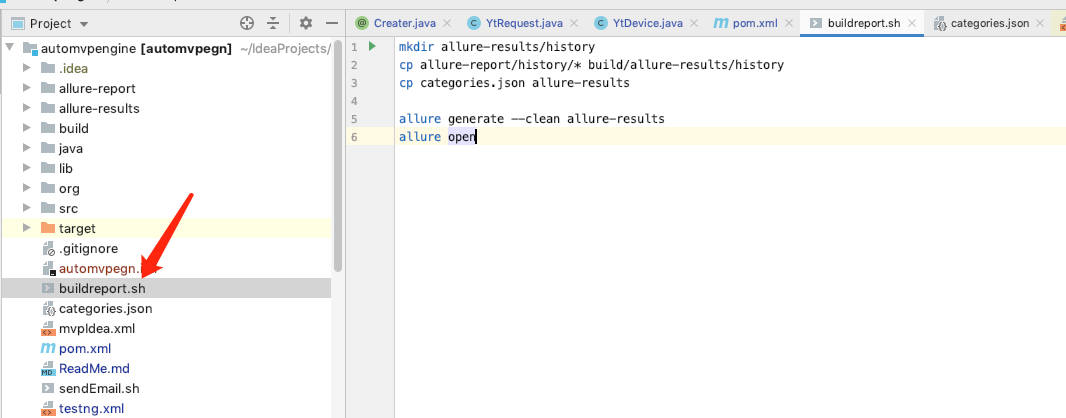 Project
Creater.java
YtRequest.java
YtDevice.java
pom.xml
buildreport.sh
categories.json
automvpengine [automvpegn] ~/IdeaProjects/
.idea
allure-report
allure-results
build
java
lib
org
src
target
.gitignore
automvpegn.
buildreport.sh
categories.json
mvpIdea.xml
pom.xml
ReadMe.md
sendEmail.sh
testng.xml
1 mkdir allure-results/history
2 cp allure-report/history/* build/allure-results/history
3 cp categories.json allure-results
4
5 allure generate --clean allure-results
6 allure open